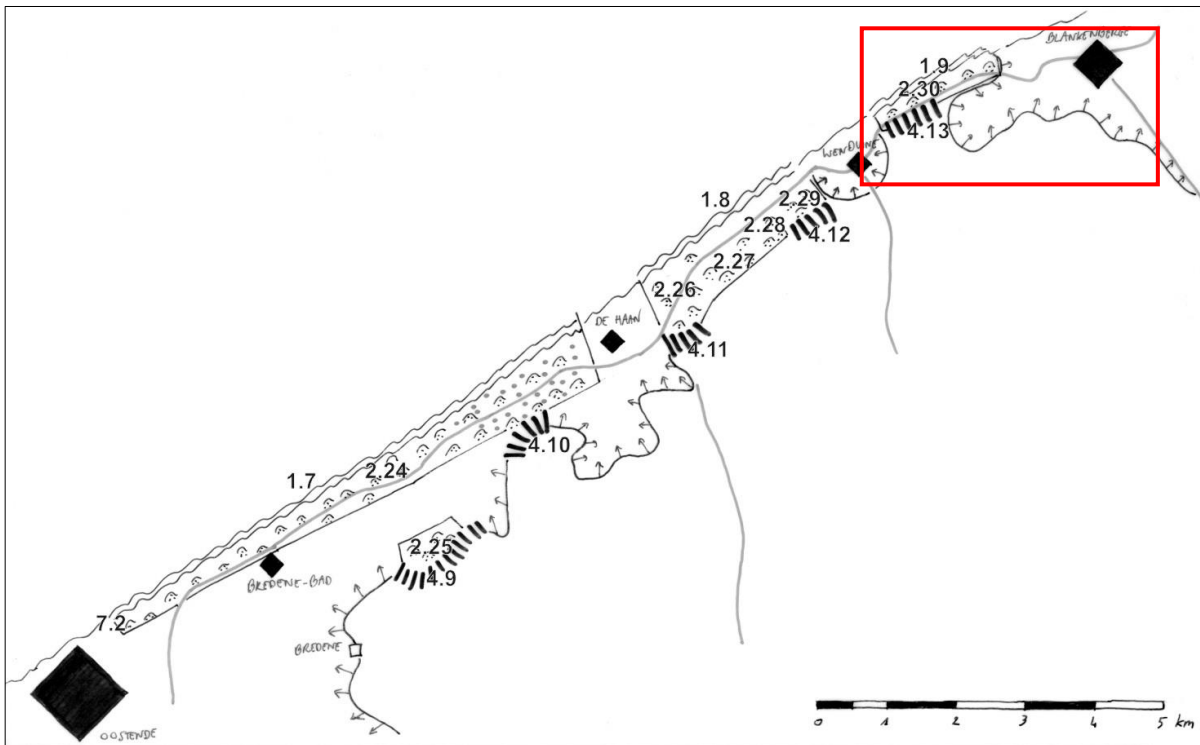 BLANKENBERGE
1.9
2.30
4.13
WENDUINE
1.8
2.29
4.12
2.28
2.27
2.26
DE HAAN
4.11
4.10
1.7
2.24
2.25
4.9
BREDENE-BAD
7.2
BREDENE
OOSTENDE
0 1 2 3 4 5 km